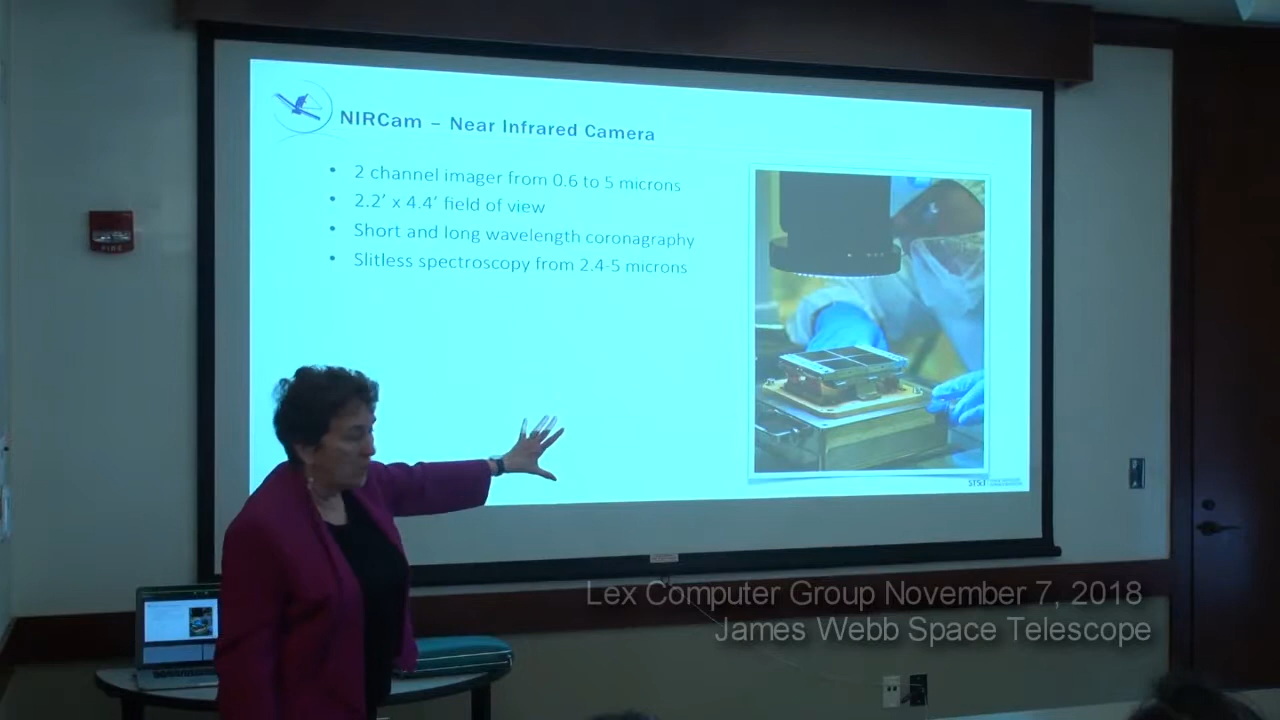 NIRCam – Near Infrared Camera
• 2 channel imager from 0.6 to 5 microns
• 2.2′ x 4.4′ field of view
• Short and long wavelength coronagraphy
• Slitless spectroscopy from 2.4-5 microns
FIRE
STScI
Lex Computer Group November 7, 2018
James Webb Space Telescope